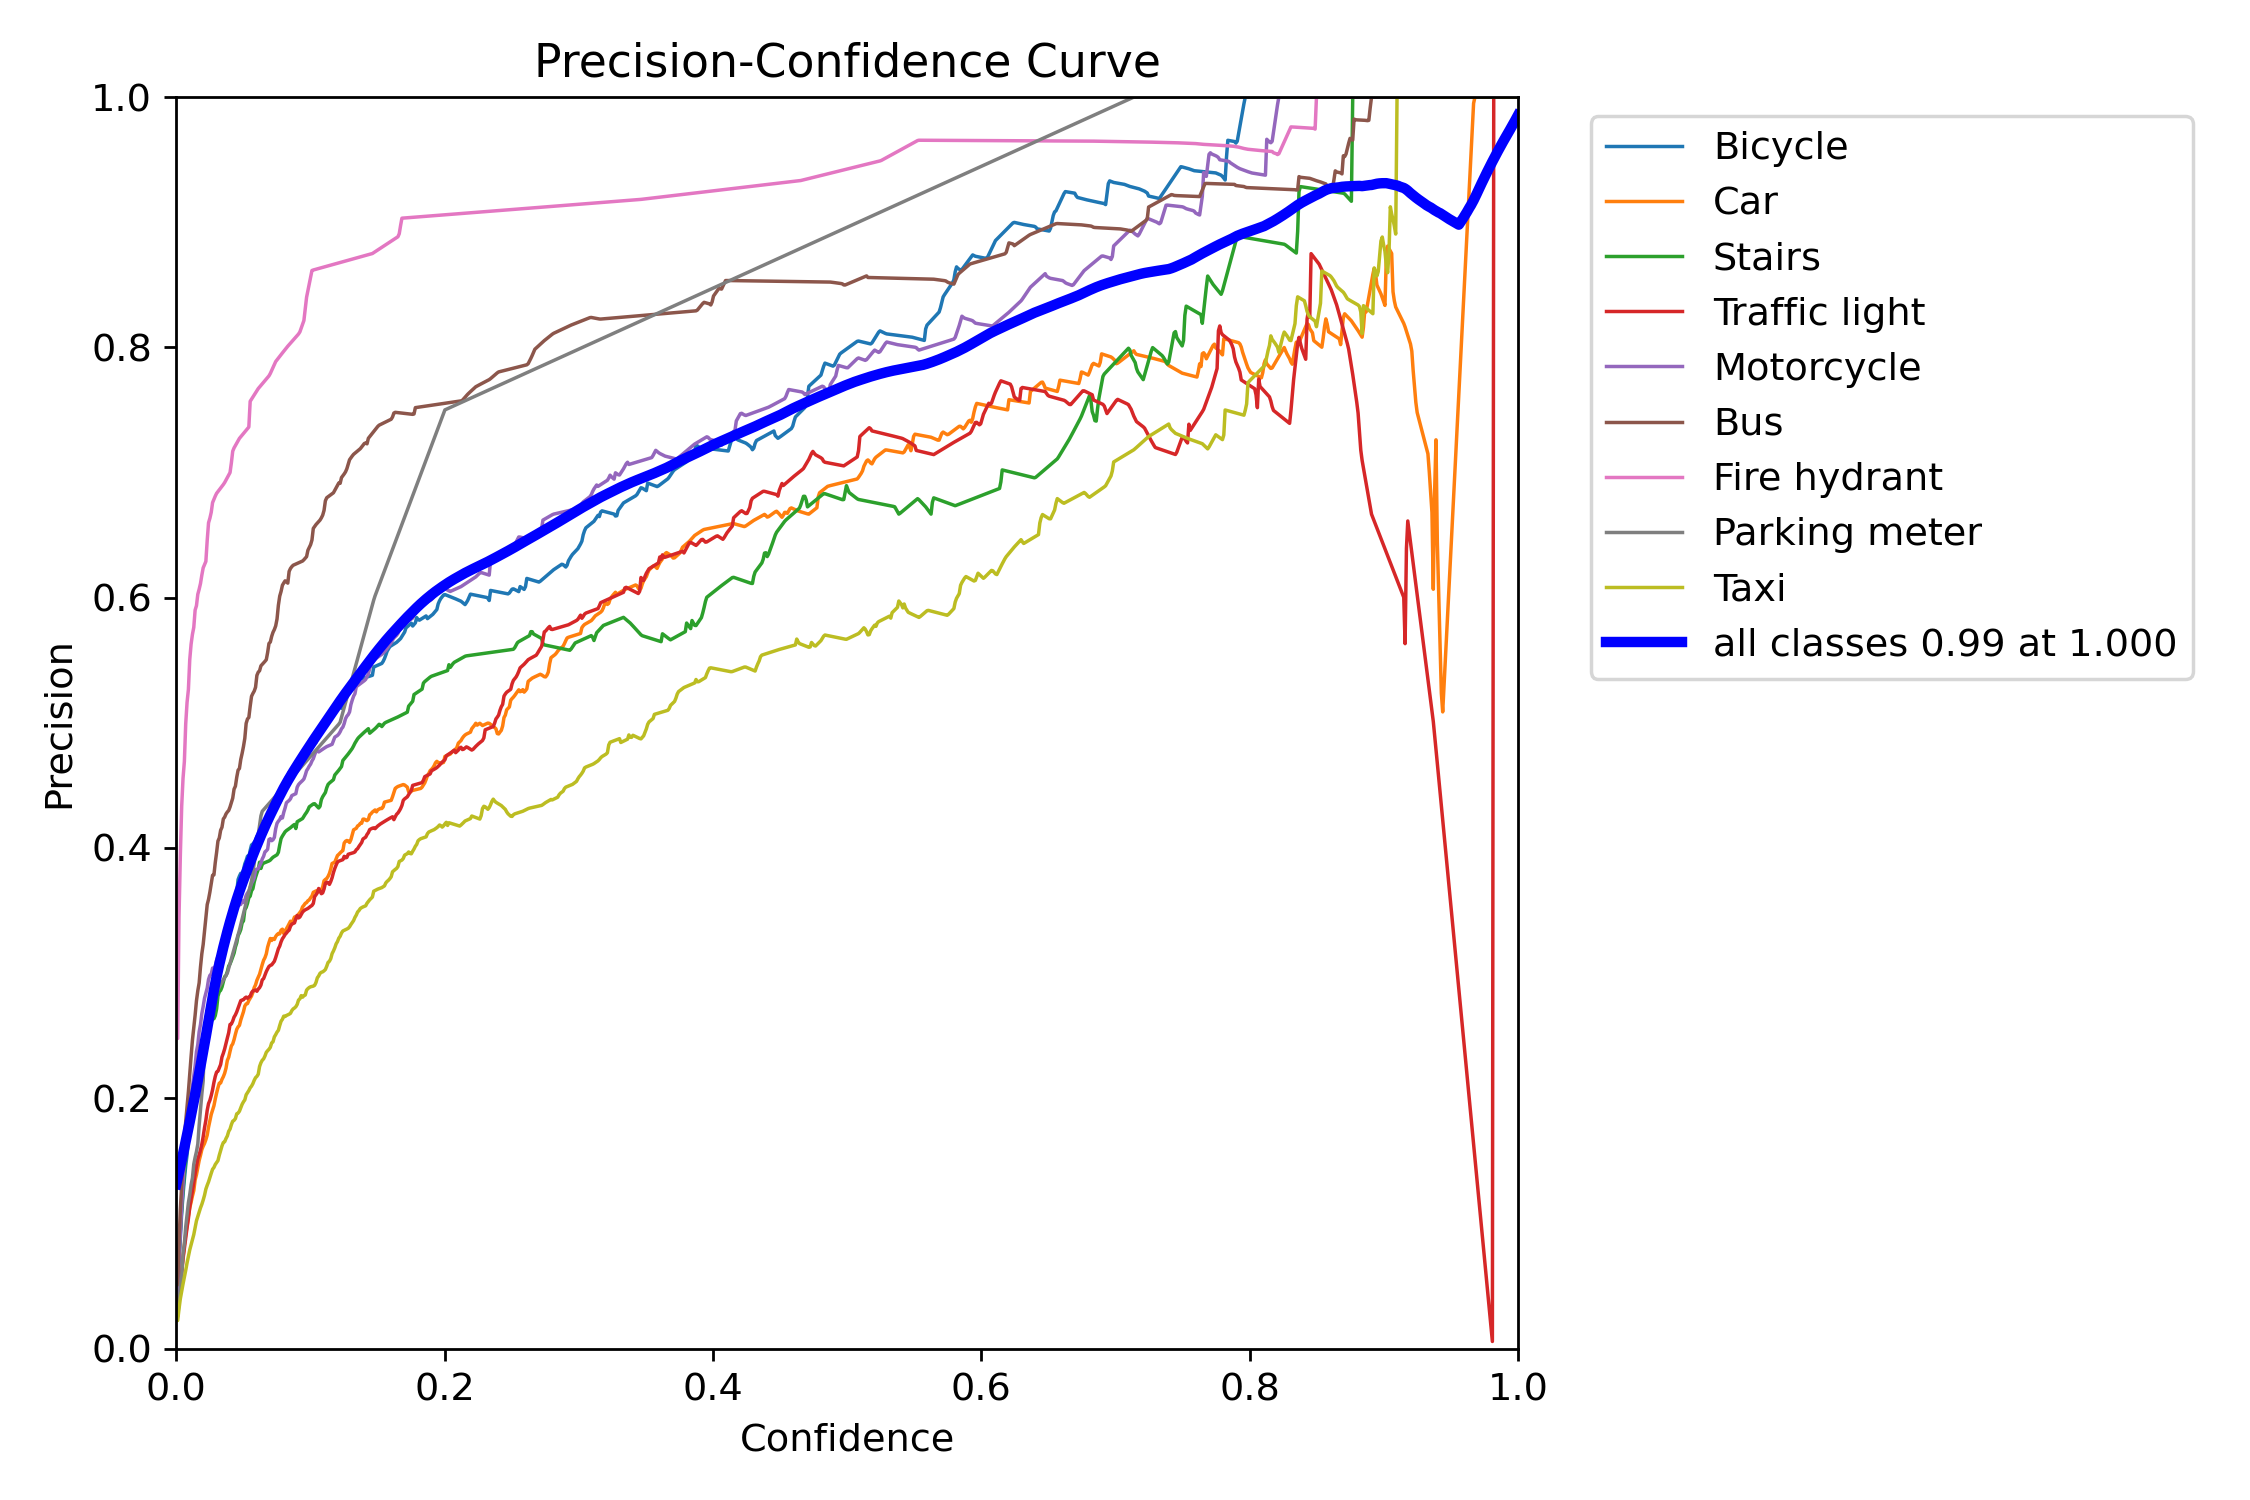 Precision-Confidence Curve
1.0
0.8
0.6
0.4
0.2
0.0
Precision
0.0 0.2 0.4 0.6 0.8 1.0
Confidence
Bicycle
Car
Stairs
Traffic light
Motorcycle
Bus
Fire hydrant
Parking meter
Taxi
all classes 0.99 at 1.000